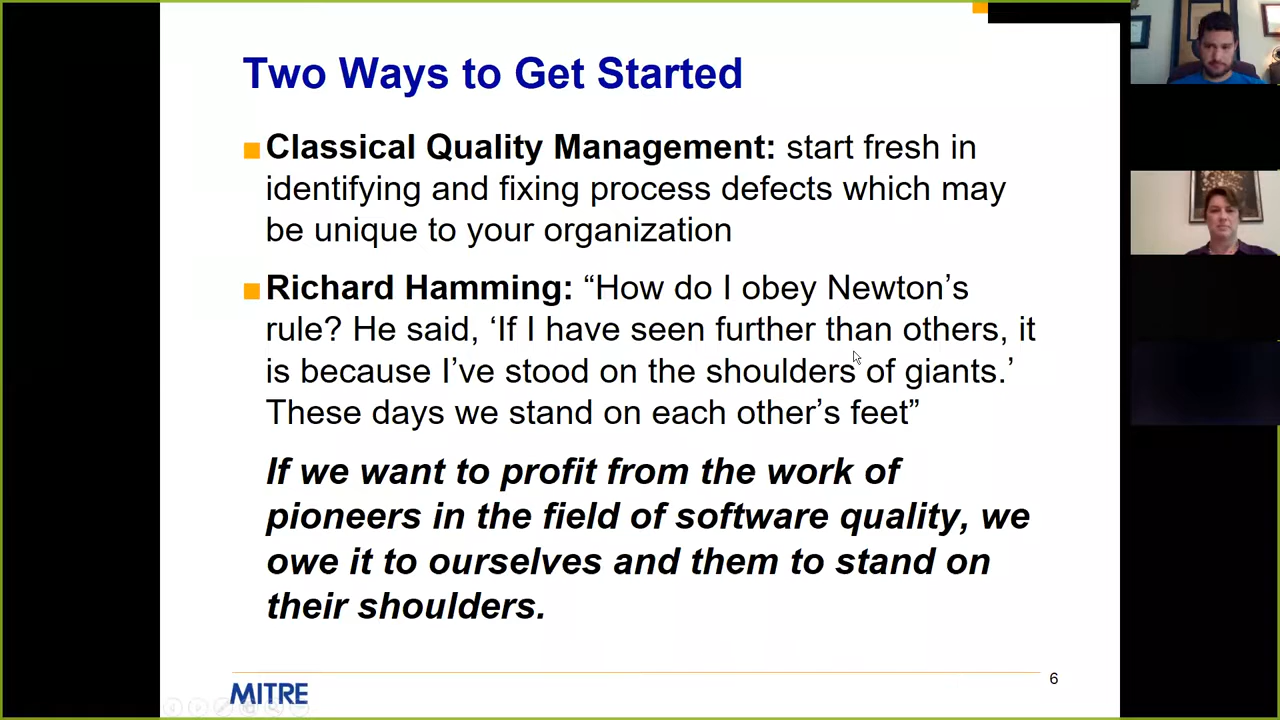 Two Ways to Get Started
Classical Quality Management: start fresh in
identifying and fixing process defects which may
be unique to your organization
Richard Hamming: “How do I obey Newton’s
rule? He said, ‘If I have seen further than others, it
is because I’ve stood on the shoulders of giants.’
These days we stand on each other’s feet”
If we want to profit from the work of
pioneers in the field of software quality, we
owe it to ourselves and them to stand on
their shoulders.
MITRE
6